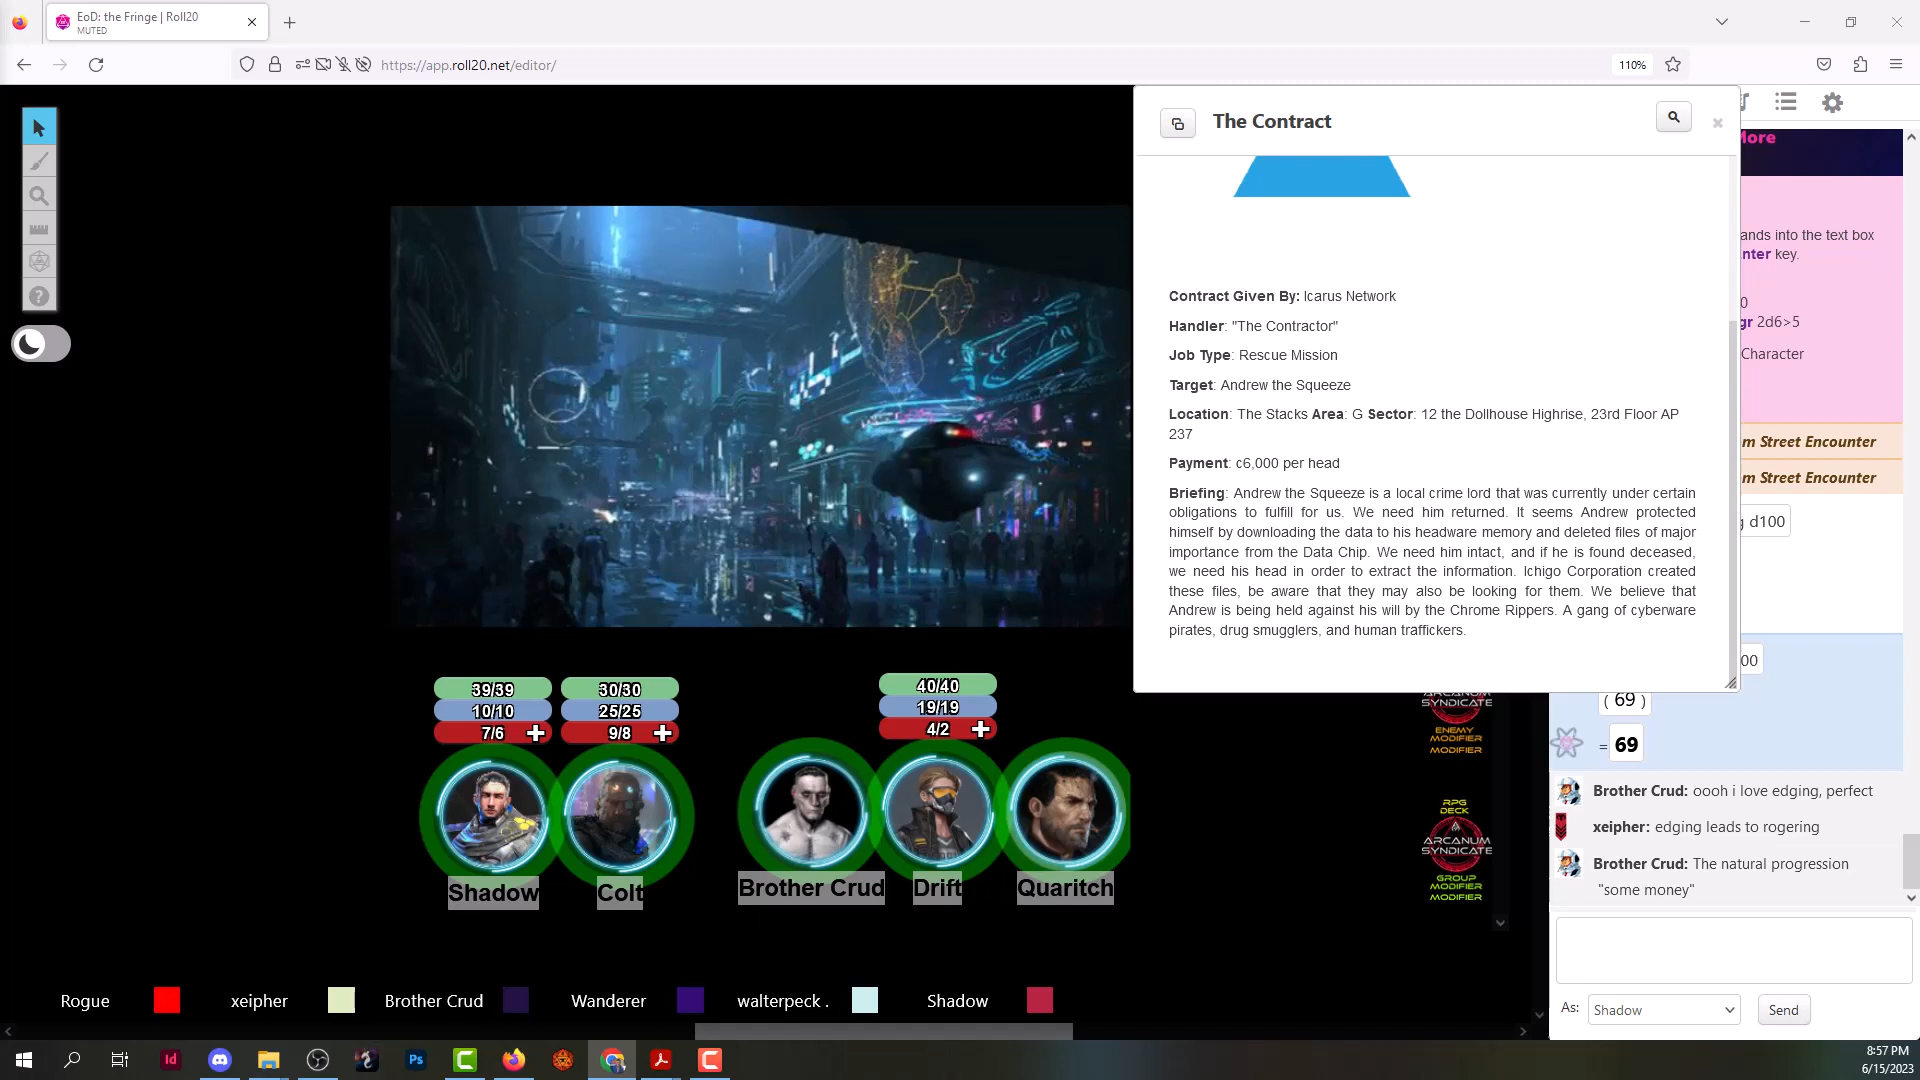 EoD: the Fringe | Roll20
MUTED
https://app.roll20.net/editor/
110%
The Contract
More
Contract Given By: Icarus Network
Handler: "The Contractor"
Job Type: Rescue Mission
Target: Andrew the Squeeze
Location: The Stacks Area: G Sector: 12 the Dollhouse Highrise, 23rd Floor AP
237
Payment: c6,000 per head
Briefing: Andrew the Squeeze is a local crime lord that was currently under certain
obligations to fulfill for us. We need him returned. It seems Andrew protected
himself by downloading the data to his headware memory and deleted files of major
importance from the Data Chip. We need him intact, and if he is found deceased,
we need his head in order to extract the information. Ichigo Corporation created
these files, be aware that they may also be looking for them. We believe that
Andrew is being held against his will by the Chrome Rippers. A gang of cyberware
pirates, drug smugglers, and human traffickers.
ands into the text box
nter key.
0
gr 2d6>5
Character
m Street Encounter
m Street Encounter
g d100
00
( 69 )
= 69
Brother Crud: oooh i love edging, perfect
xeipher: edging leads to rogering
Brother Crud: The natural progression
"some money"
As: Shadow
Send
39/39
10/10
7/6
30/30
25/25
9/8
40/40
19/19
4/2
Shadow
Colt
Brother Crud
Drift
Quaritch
ARCANUM
SYNDICATE
ENEMY
MODIFIER
MODIFIER
RPG
DECK
ARCANUM
SYNDICATE
GROUP
MODIFIER
MODIFIER
Rogue
xeipher
Brother Crud
Wanderer
walterpeck .
Shadow
Id
Ps
8:57 PM
6/15/2023